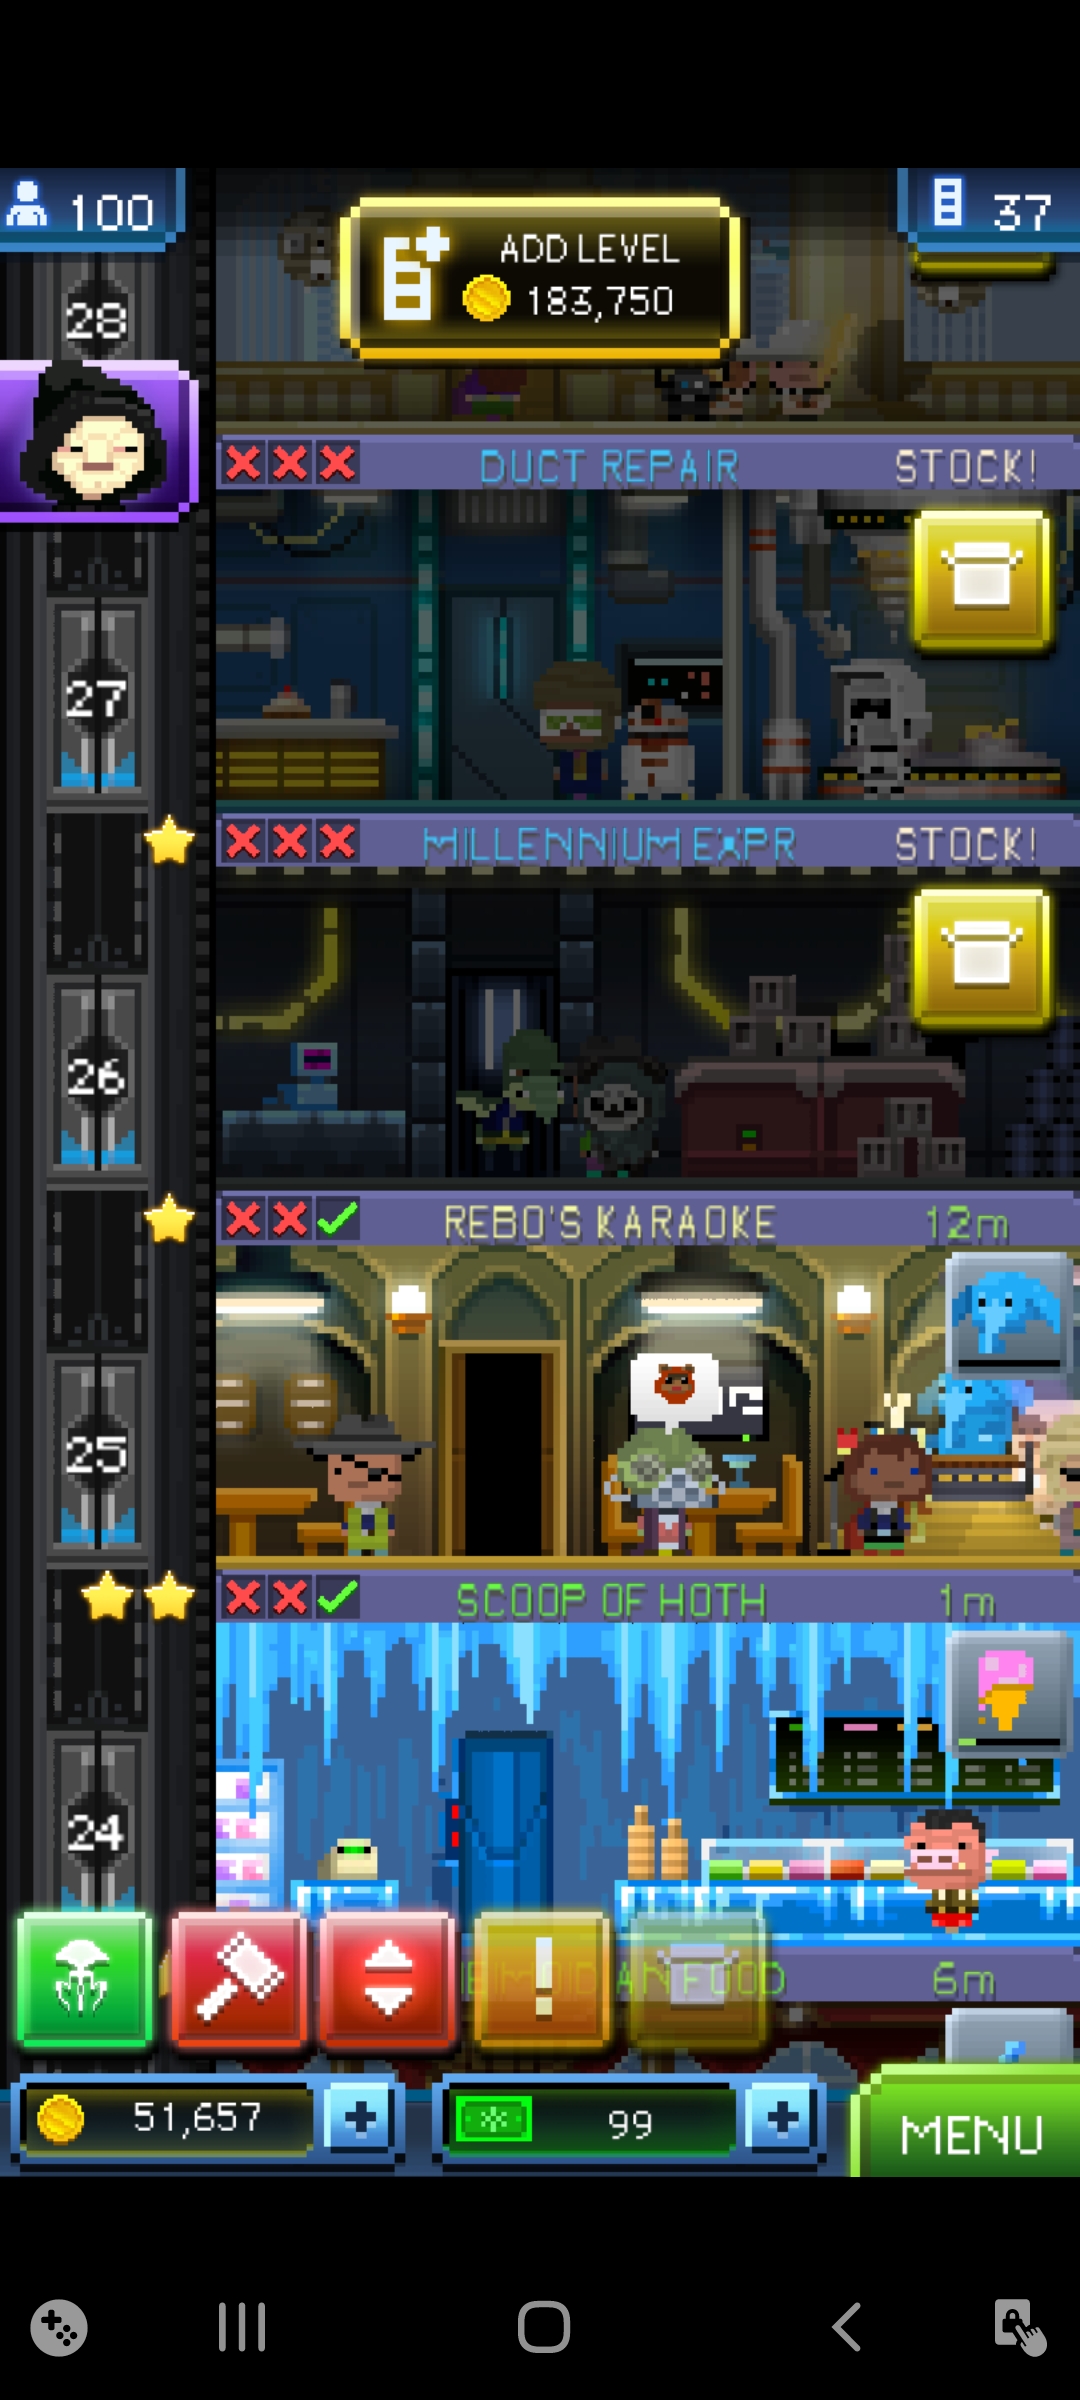 100
37
ADD LEVEL
183,750
28
DUCT REPAIR STOCK!
27
MILLENNIUM EXPR STOCK!
26
REBO'S KARAOKE 12m
25
SCOOP OF HOTH 1m
24
FOOD 6m
51,657
99
MENU